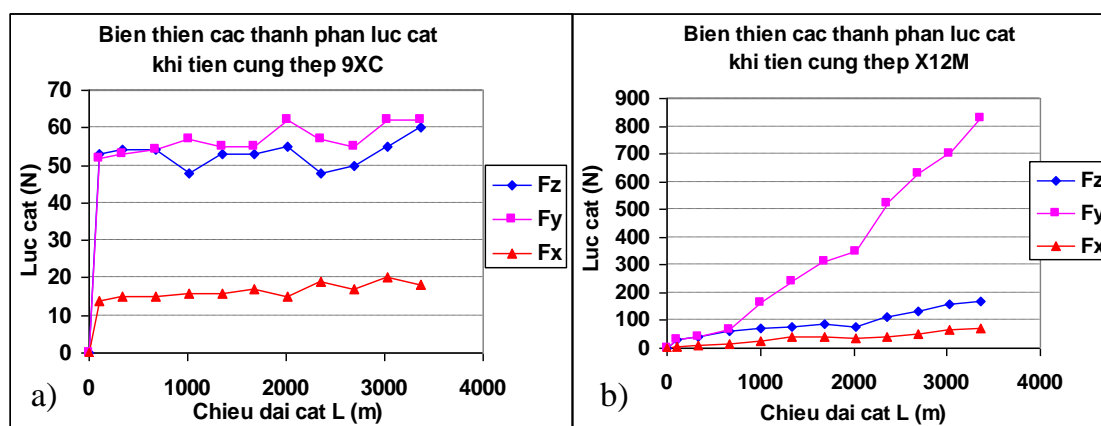 Bien thien cac thanh phan luc cat
khi tien cung thep 9XC
70
60
50
40
30
20
10
0
Luc cat (N)
0 1000 2000 3000 4000
Chieu dai cat L (m)
Fz
Fy
Fx
a)
Bien thien cac thanh phan luc cat
khi tien cung thep X12M
900
800
700
600
500
400
300
200
100
0
Luc cat (N)
0 1000 2000 3000 4000
Chieu dai cat L (m)
Fz
Fy
Fx
b)